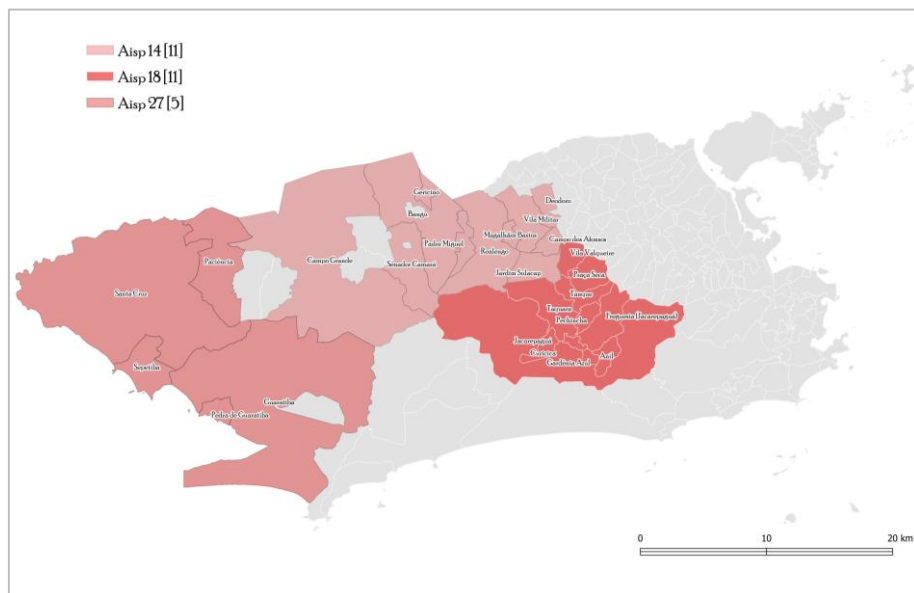 Aisp 14 [11]
Aisp 18 [11]
Aisp 27 [5]
Deodoro
Gericinó
Bangu
Vila Militar
Magalhães Bastos
Campo dos Afonsos
Padre Miguel
Vila Valqueire
Realengo
Paciência
Campo Grande
Senador Camará
Jardim Sulacap
Praça Seca
Santa Cruz
Tanque
Taquara
Freguesia (Jacarepaguá)
Pechincha
Jacarepaguá
Curicica
Anil
Gardênia Azul
Sepetiba
Guaratiba
Pedra de Guaratiba
0 10 20 km